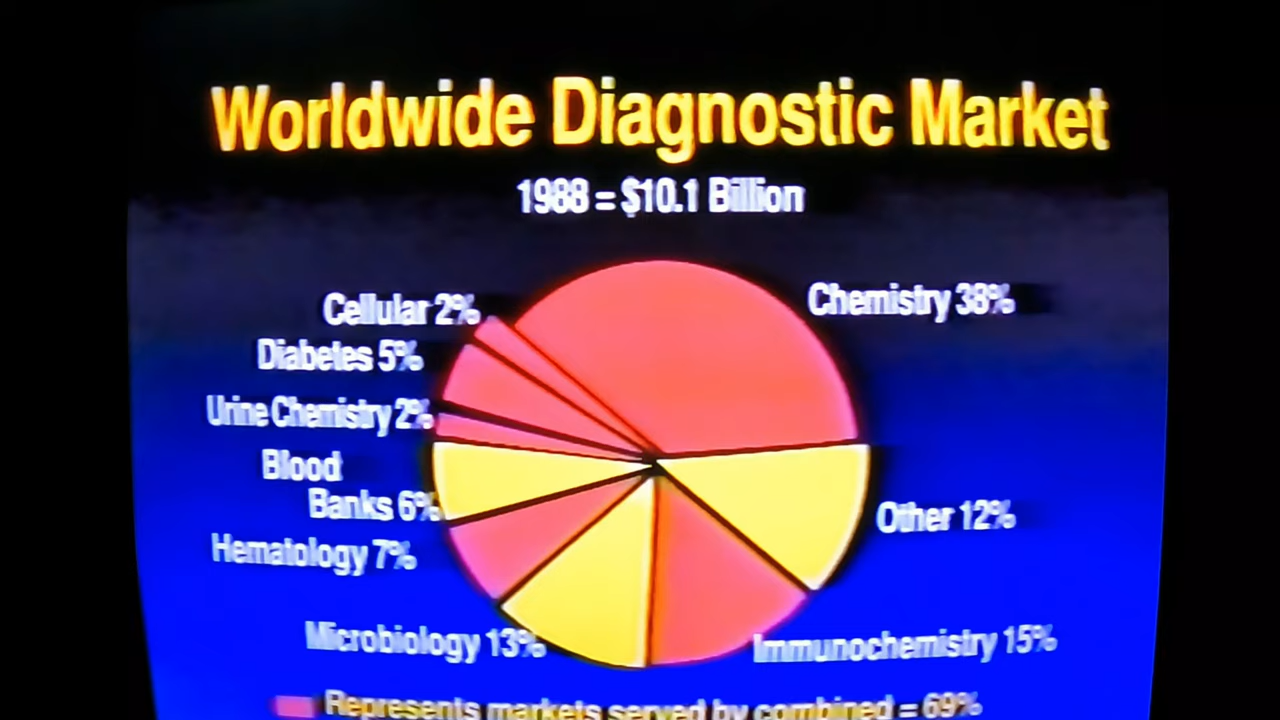 Worldwide Diagnostic Market
1988 = $10.1 Billion
Cellular 2%
Chemistry 38%
Diabetes 5%
Urine Chemistry 2%
Blood
Banks 6%
Other 12%
Hematology 7%
Microbiology 13%
Immunochemistry 15%
Represents markets served by combined = 69%